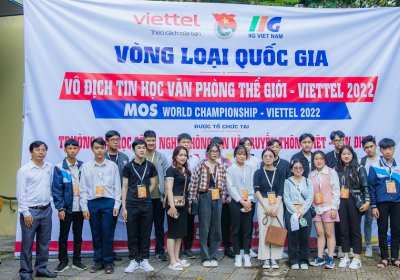 viettel
Theo cách của bạn
IIG VIET NAM
VÒNG LOẠI QUỐC GIA
VÔ ĐỊCH TIN HỌC VĂN PHÒNG THẾ GIỚI - VIETTEL 2022
MOS WORLD CHAMPIONSHIP - VIETTEL 2022
ĐƯỢC TỔ CHỨC TẠI